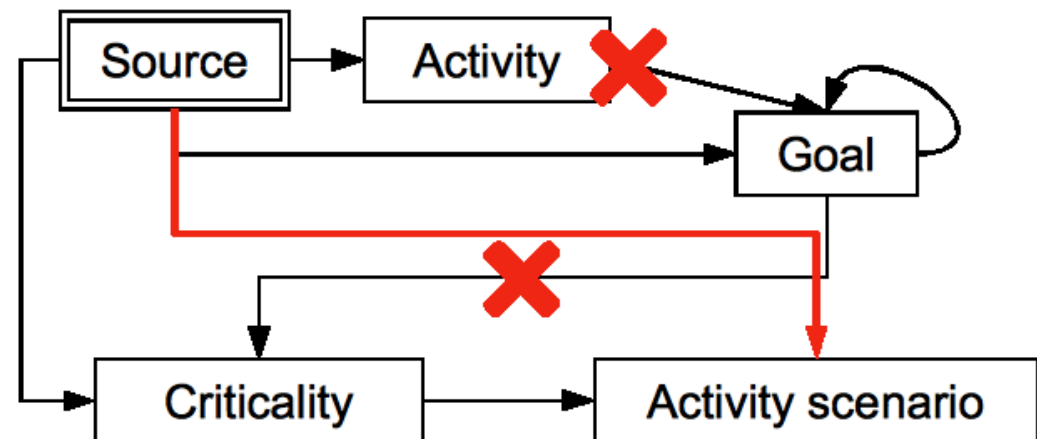 Source
Activity
Goal
Criticality
Activity scenario